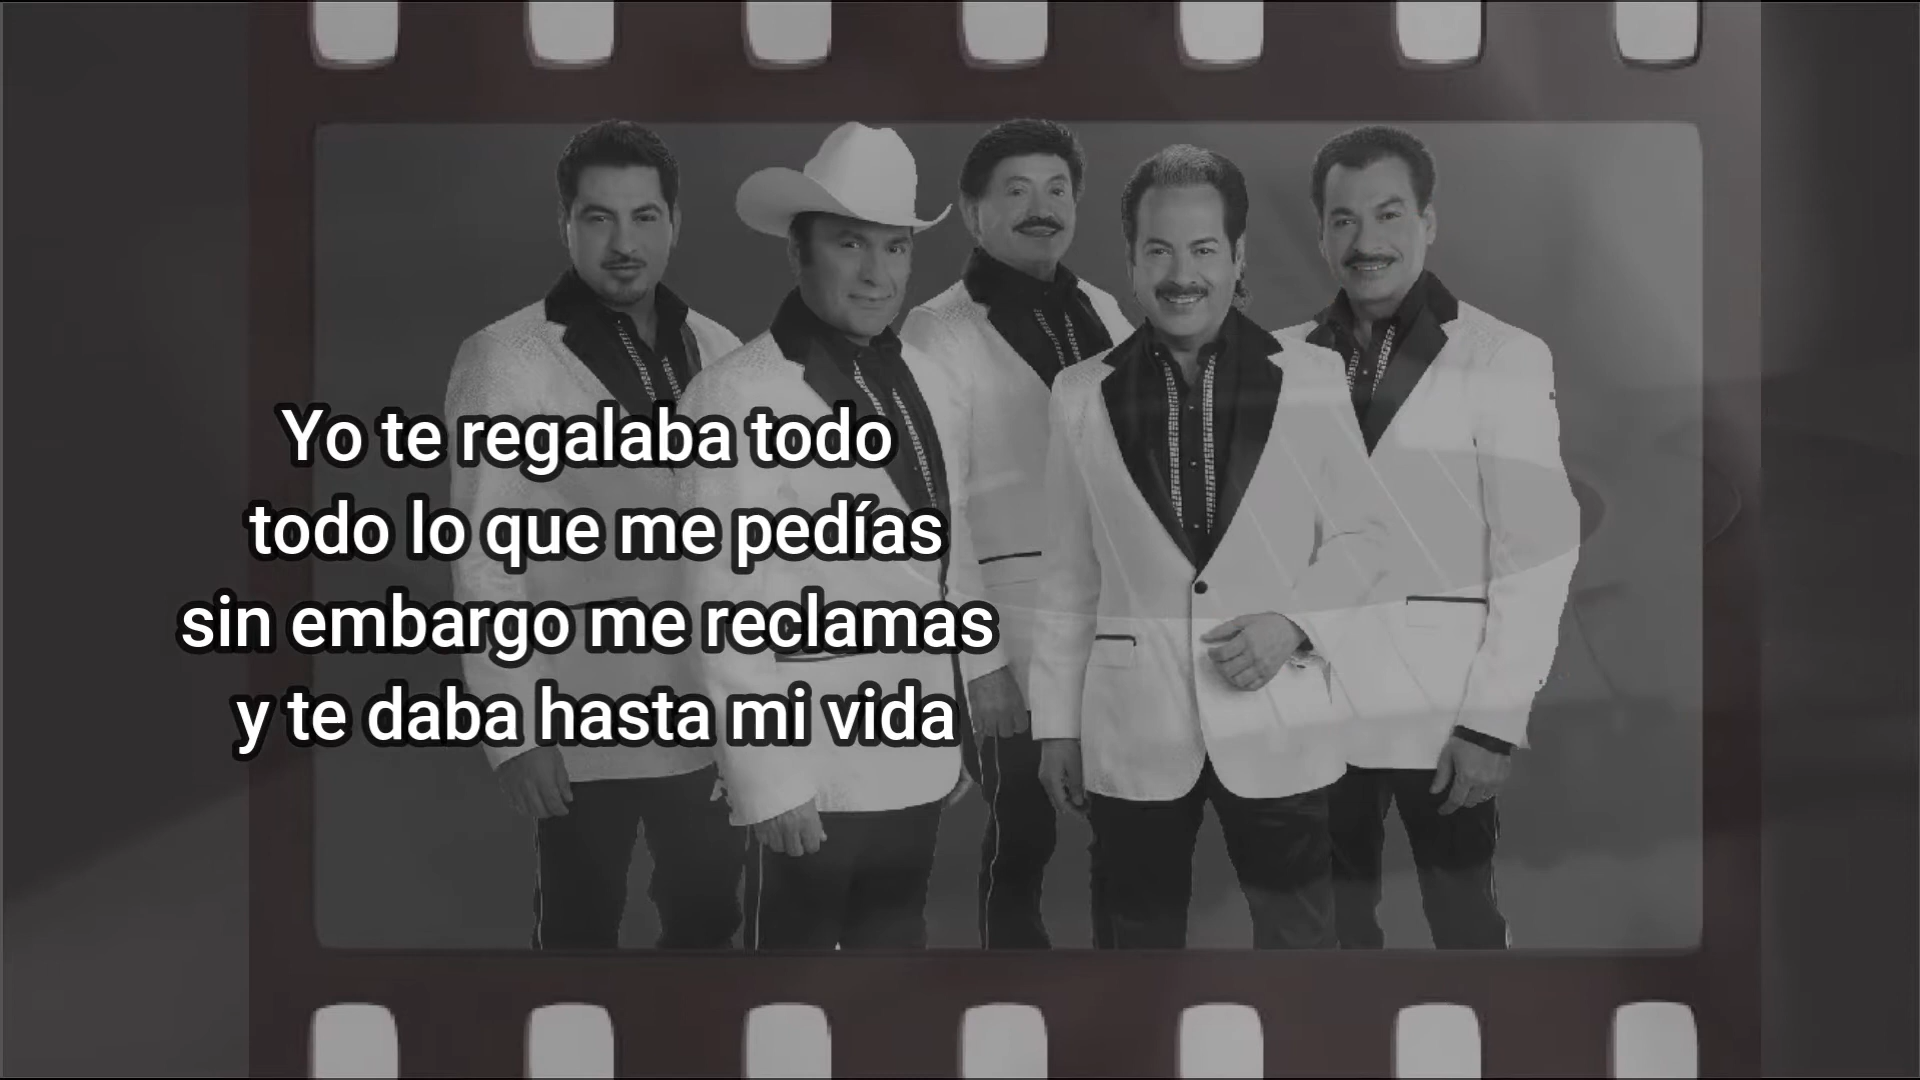 Yo te regalaba todo
todo lo que me pedías
sin embargo me reclamas
y te daba hasta mi vida